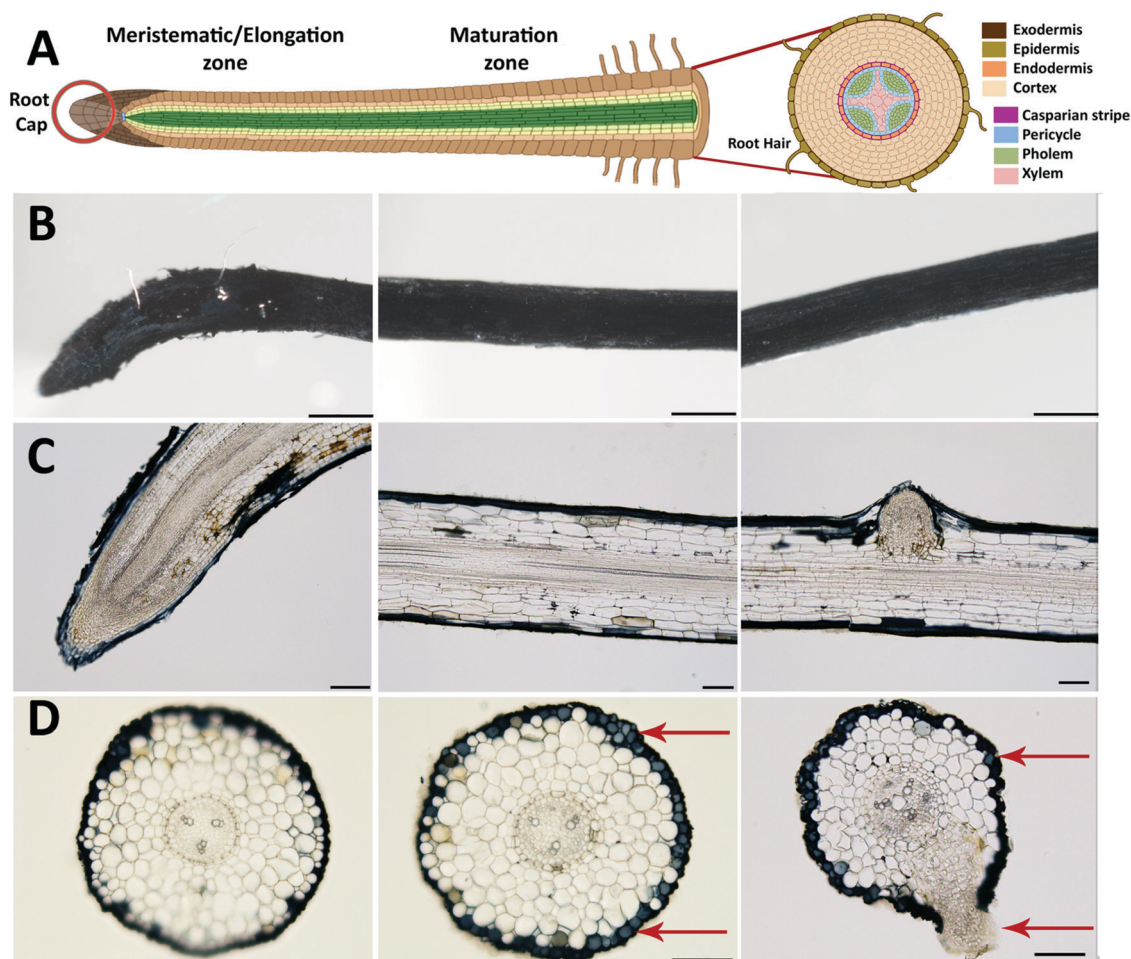 A
Meristematic/Elongation
zone
Maturation
zone
Root
Cap
Root Hair
Exodermis
Epidermis
Endodermis
Cortex
Casparian stripe
Pericycle
Pholem
Xylem
B
C
D